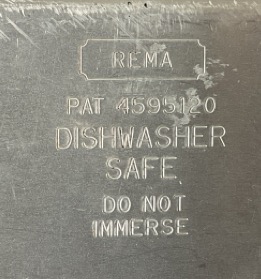 REMA
PAT 4595120
DISHWASHER
SAFE
DO NOT
IMMERSE